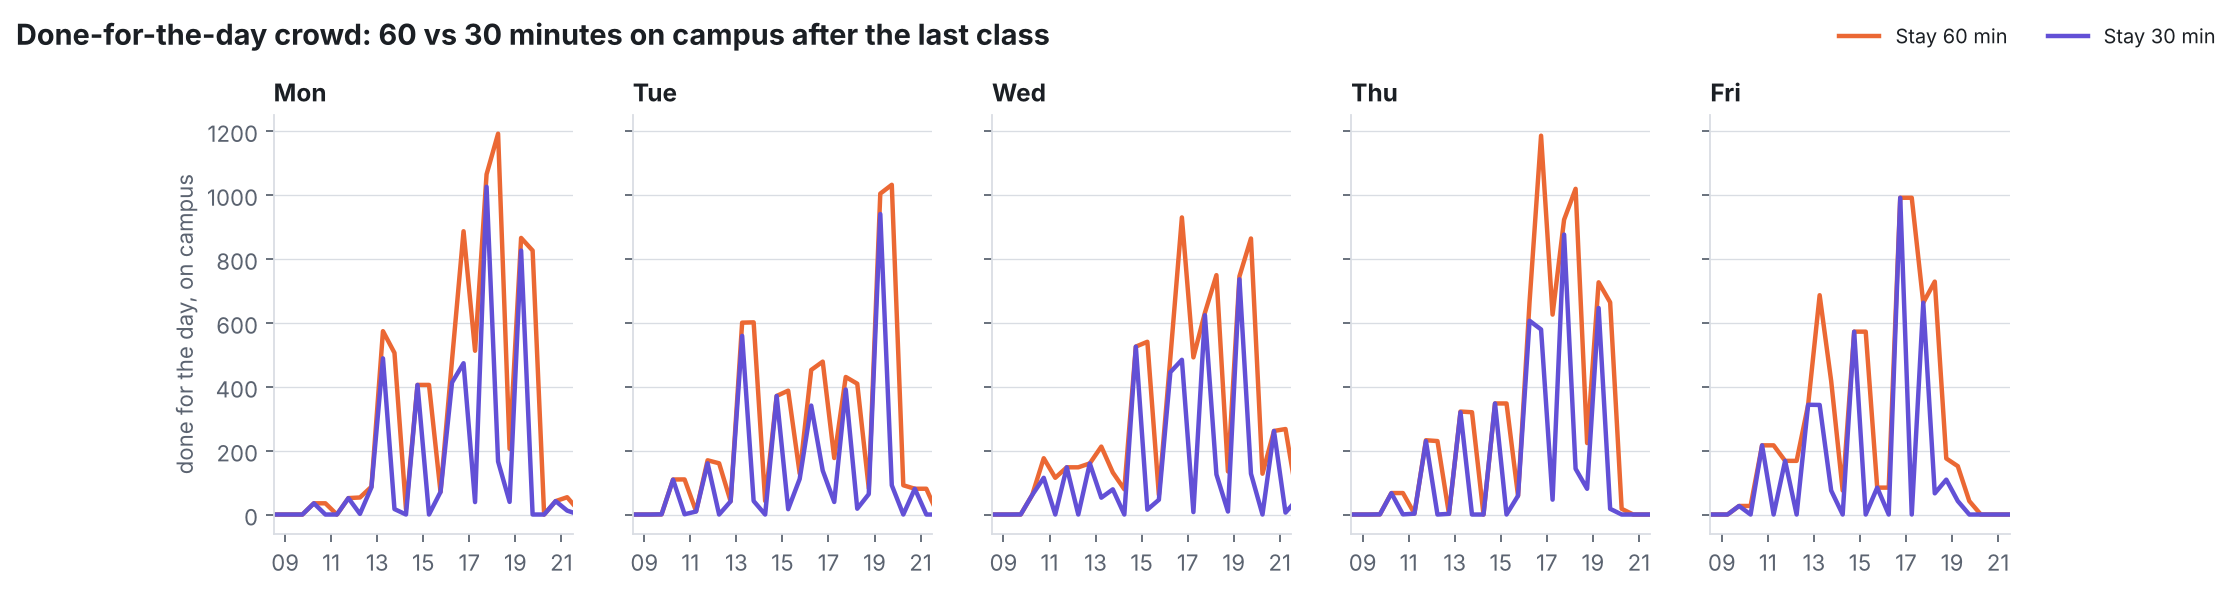 Done-for-the-day crowd: 60 vs 30 minutes on campus after the last class
Stay 60 min
Stay 30 min
Mon
Tue
Wed
Thu
Fri
done for the day, on campus
1200
1000
800
600
400
200
0
09 11 13 15 17 19 21
09 11 13 15 17 19 21
09 11 13 15 17 19 21
09 11 13 15 17 19 21
09 11 13 15 17 19 21